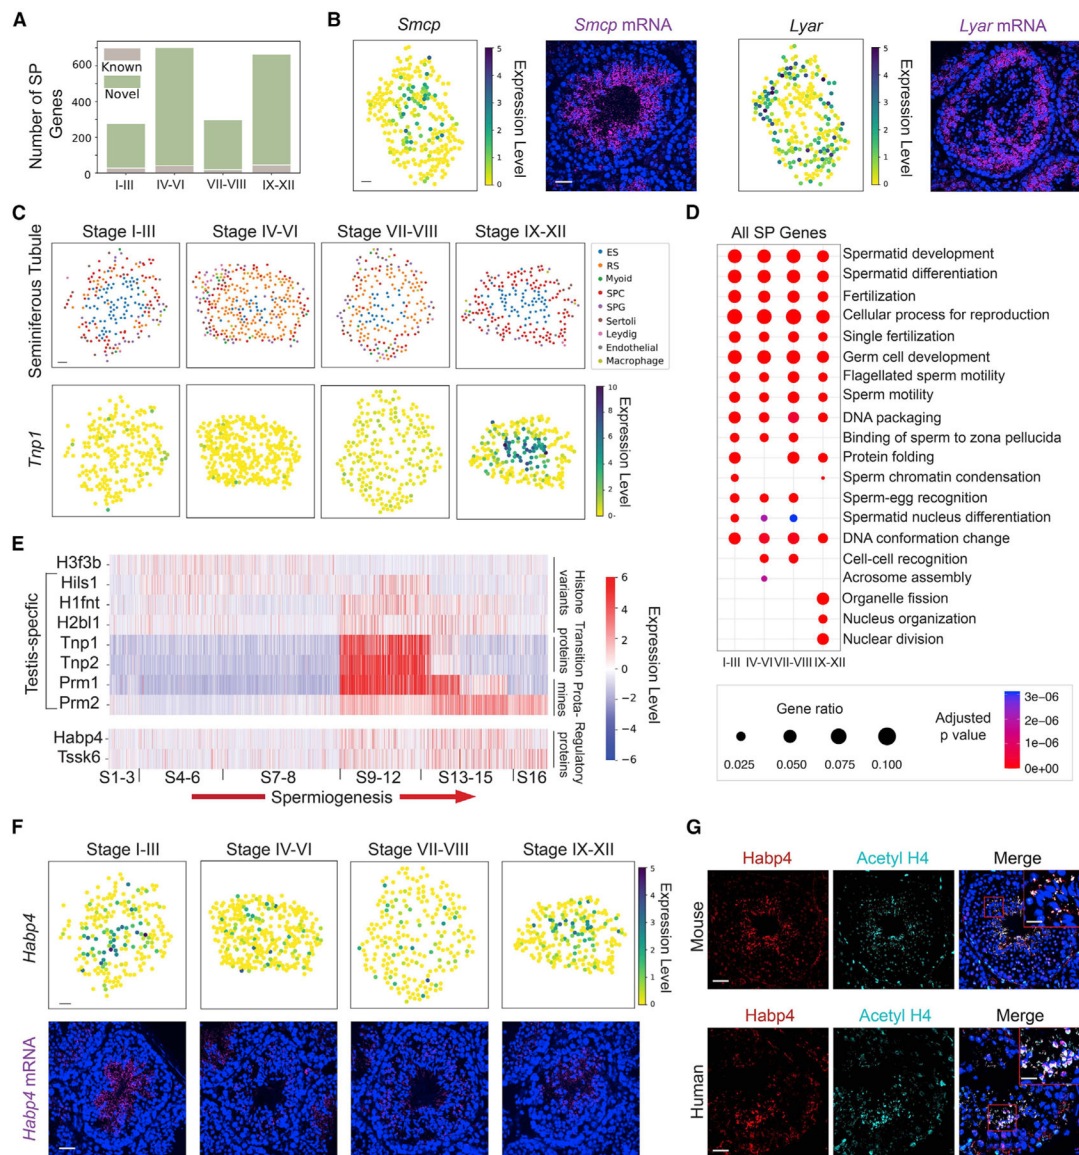 A
Number of SP
Genes
600
400
200
0
Known
Novel
I-III
IV-VI
VII-VIII
IX-XII
B
Smcp
5
4
3
2
1
0
Expression Level
Smcp mRNA
Lyar
5
4
3
2
1
0
Expression Level
Lyar mRNA
C
Stage I-III
Stage IV-VI
Stage VII-VIII
Stage IX-XII
Seminiferous Tubule
ES
RS
Myoid
SPC
SPG
Sertoli
Leydig
Endothelial
Macrophage
Tnp1
10
8
6
4
2
0
Expression Level
D
All SP Genes
Spermatid development
Spermatid differentiation
Fertilization
Cellular process for reproduction
Single fertilization
Germ cell development
Flagellated sperm motility
Sperm motility
DNA packaging
Binding of sperm to zona pellucida
Protein folding
Sperm chromatin condensation
Sperm-egg recognition
Spermatid nucleus differentiation
DNA conformation change
Cell-cell recognition
Acrosome assembly
Organelle fission
Nucleus organization
Nuclear division
I-III
IV-VI
VII-VIII
IX-XII
Gene ratio
0.025
0.050
0.075
0.100
Adjusted
p value
3e-06
2e-06
1e-06
0e+00
E
Testis-specfic
H3f3b
Hils1
H1fnt
H2bl1
Tnp1
Tnp2
Prm1
Prm2
Habp4
Tssk6
Histone
variants
Transition
proteins
Prota-
mines
Regulatory
proteins
6
4
2
0
−2
−4
−6
Expression Level
S1-3
S4-6
S7-8
S9-12
S13-15
S16
Spermiogenesis
F
Stage I-III
Stage IV-VI
Stage VII-VIII
Stage IX-XII
Habp4
5
4
3
2
1
0
Expression Level
Habp4 mRNA
G
Habp4
Acetyl H4
Merge
Mouse
Habp4
Acetyl H4
Merge
Human